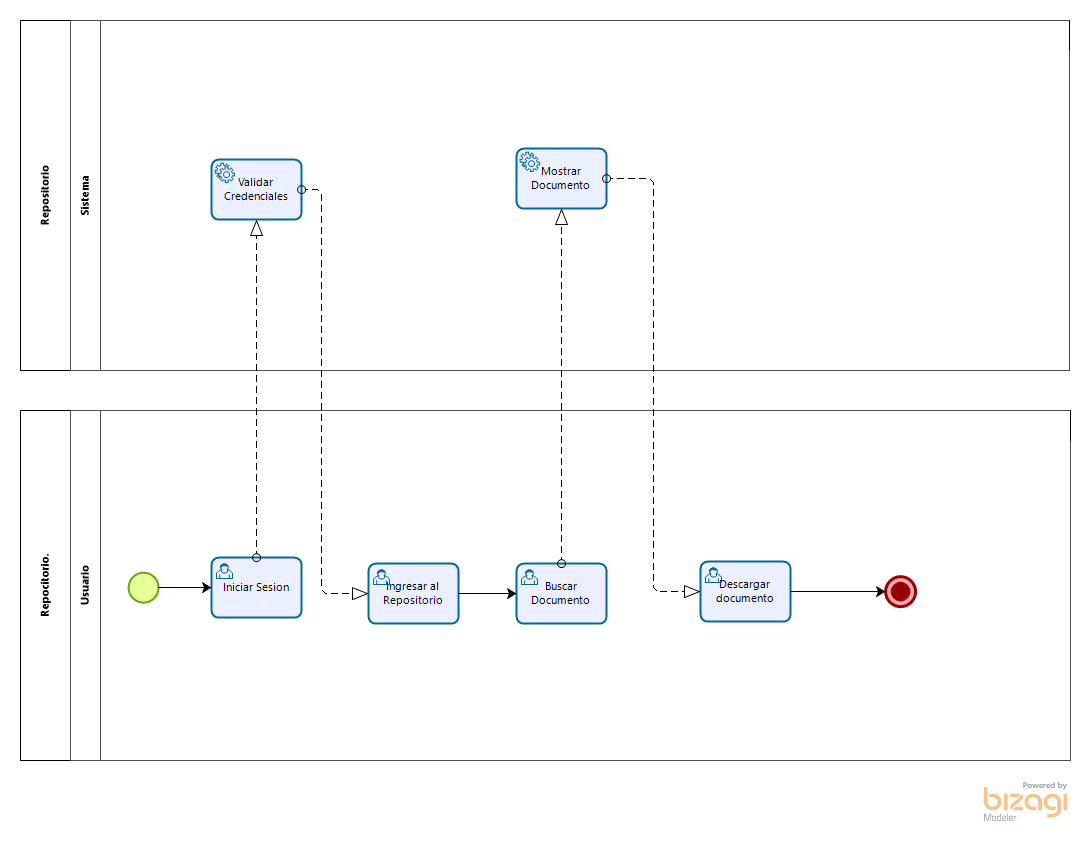 Repositorio
Sistema
Validar
Credenciales
Mostrar
Documento
Repocitorio.
Usuario
Iniciar Sesion
Ingresar al
Repositorio
Buscar
Documento
Descargar
documento
Powered by
bizagi
Modeler